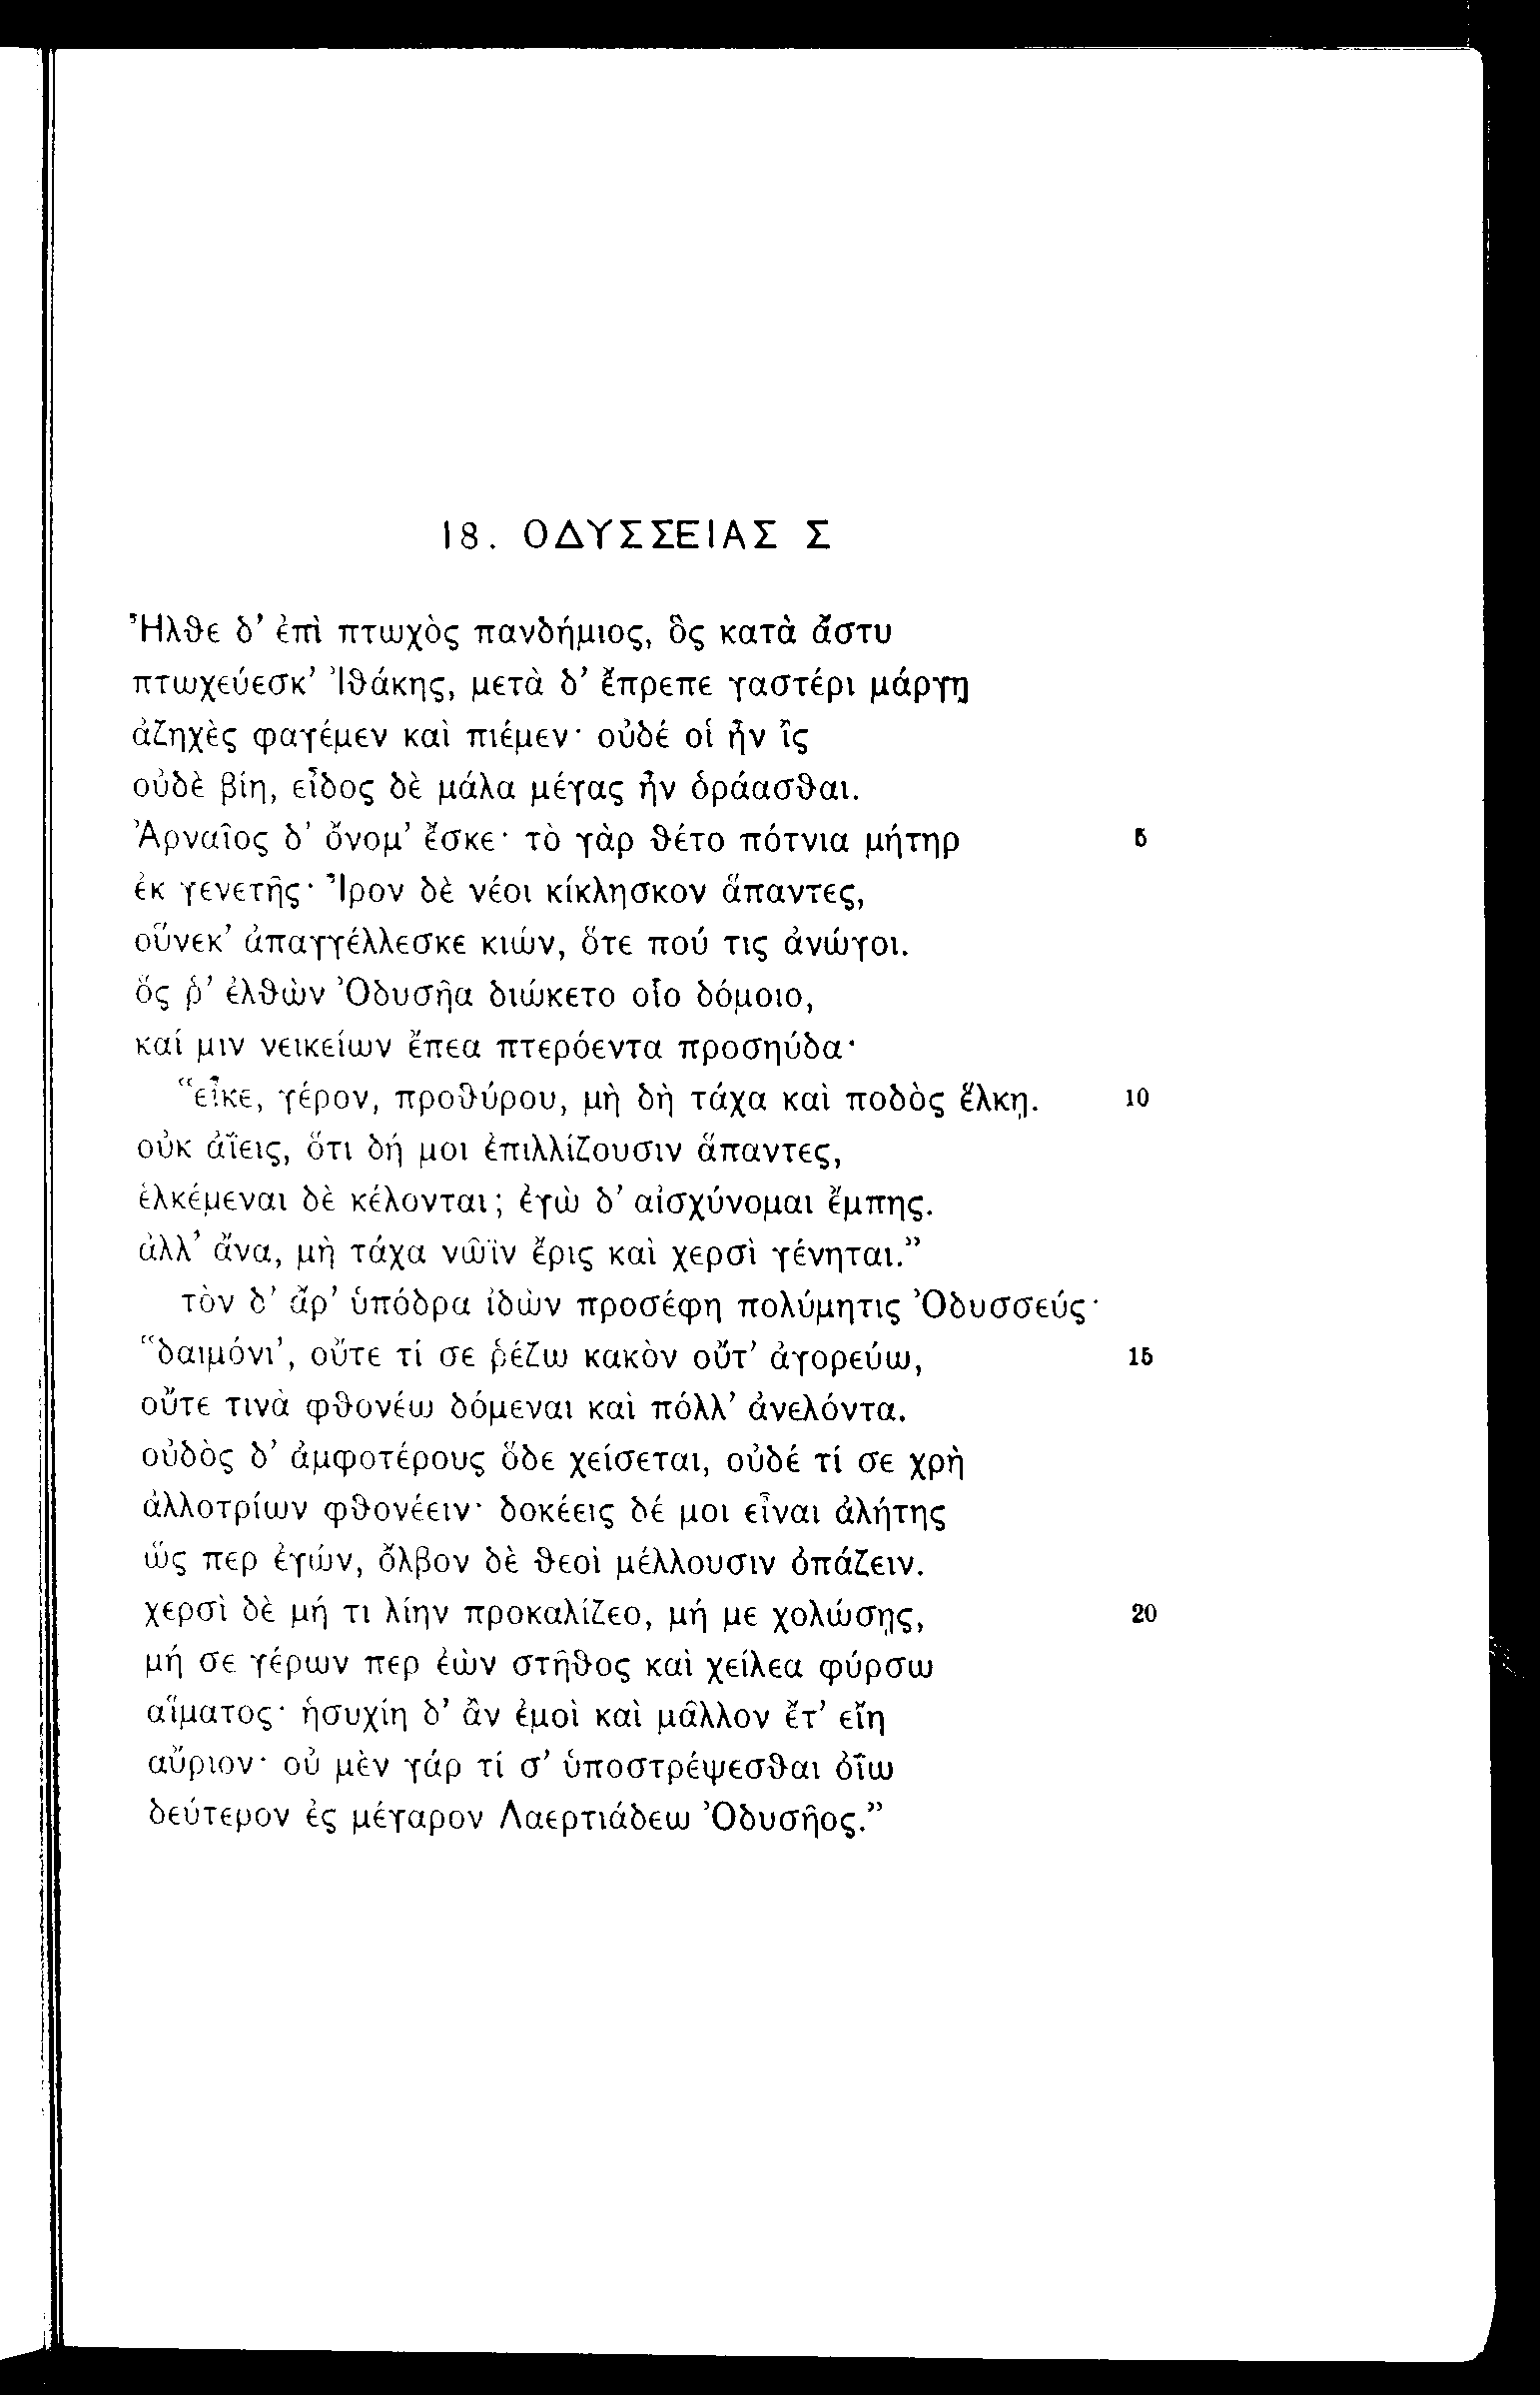 18. ΟΔΥΣΣΕΙΑΣ Σ
Ἦλθε δ’ ἐπὶ πτωχὸς πανδήμιος, ὃς κατὰ ἄστυ
πτωχεύεσκ’ Ἰθάκης, μετὰ δ’ ἔπρεπε γαστέρι μάργῃ
ἀζηχὲς φαγέμεν καὶ πιέμεν· οὐδέ οἱ ἦν ἲς
οὐδὲ βίη, εἶδος δὲ μάλα μέγας ἦν ὁράασθαι.
Ἀρναῖος δ’ ὄνομ’ ἔσκε· τὸ γὰρ θέτο πότνια μήτηρ 5
ἐκ γενετῆς· Ἶρον δὲ νέοι κίκλησκον ἅπαντες,
οὕνεκ’ ἀπαγγέλλεσκε κιών, ὅτε πού τις ἀνώγοι.
ὅς ῥ’ ἐλθὼν Ὀδυσῆα διώκετο οἷο δόμοιο,
καί μιν νεικείων ἔπεα πτερόεντα προσηύδα·
“εἶκε, γέρον, προθύρου, μὴ δὴ τάχα καὶ ποδὸς ἕλκῃ. 10
οὐκ ἀΐεις, ὅτι δή μοι ἐπιλλίζουσιν ἅπαντες,
ἑλκέμεναι δὲ κέλονται; ἐγὼ δ’ αἰσχύνομαι ἔμπης.
ἀλλ’ ἄνα, μὴ τάχα νῶϊν ἔρις καὶ χερσὶ γένηται.”
τὸν δ’ ἄρ’ ὑπόδρα ἰδὼν προσέφη πολύμητις Ὀδυσσεύς·
“δαιμόνι’, οὔτε τί σε ῥέζω κακὸν οὔτ’ ἀγορεύω, 15
οὔτε τινὰ φθονέω δόμεναι καὶ πόλλ’ ἀνελόντα.
οὐδὸς δ’ ἀμφοτέρους ὅδε χείσεται, οὐδέ τί σε χρὴ
ἀλλοτρίων φθονέειν· δοκέεις δέ μοι εἶναι ἀλήτης
ὥς περ ἐγών, ὄλβον δὲ θεοὶ μέλλουσιν ὀπάζειν.
χερσὶ δὲ μή τι λίην προκαλίζεο, μή με χολώσῃς, 20
μή σε γέρων περ ἐὼν στῆθος καὶ χείλεα φύρσω
αἵματος· ἡσυχίη δ’ ἂν ἐμοὶ καὶ μᾶλλον ἔτ’ εἴη
αὔριον· οὐ μὲν γάρ τί σ’ ὑποστρέψεσθαι ὀΐω
δεύτερον ἐς μέγαρον Λαερτιάδεω Ὀδυσῆος.”